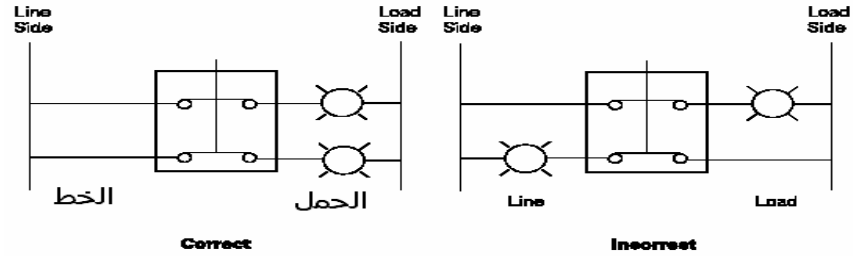 Line Side
Load Side
Line Side
Load Side
الخط
الحمل
Line
Load
Correct
Incorrect